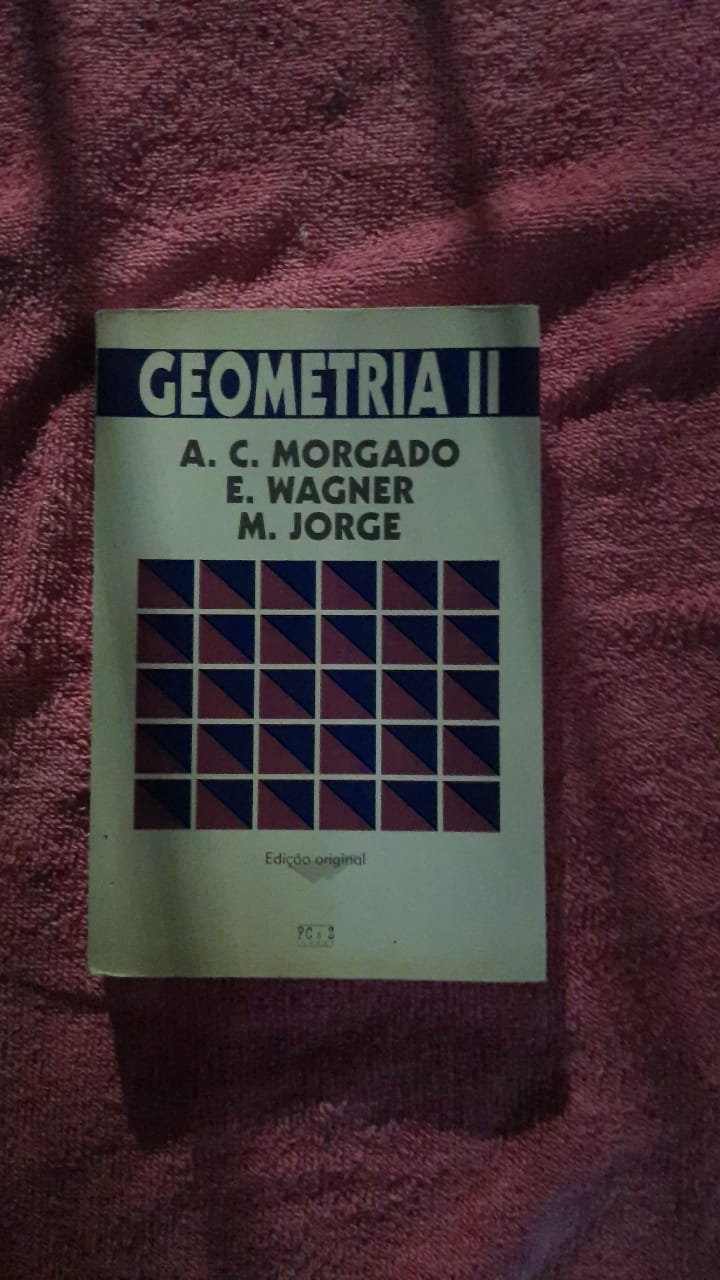 GEOMETRIA II
A. C. MORGADO
E. WAGNER
M. JORGE
Edição original